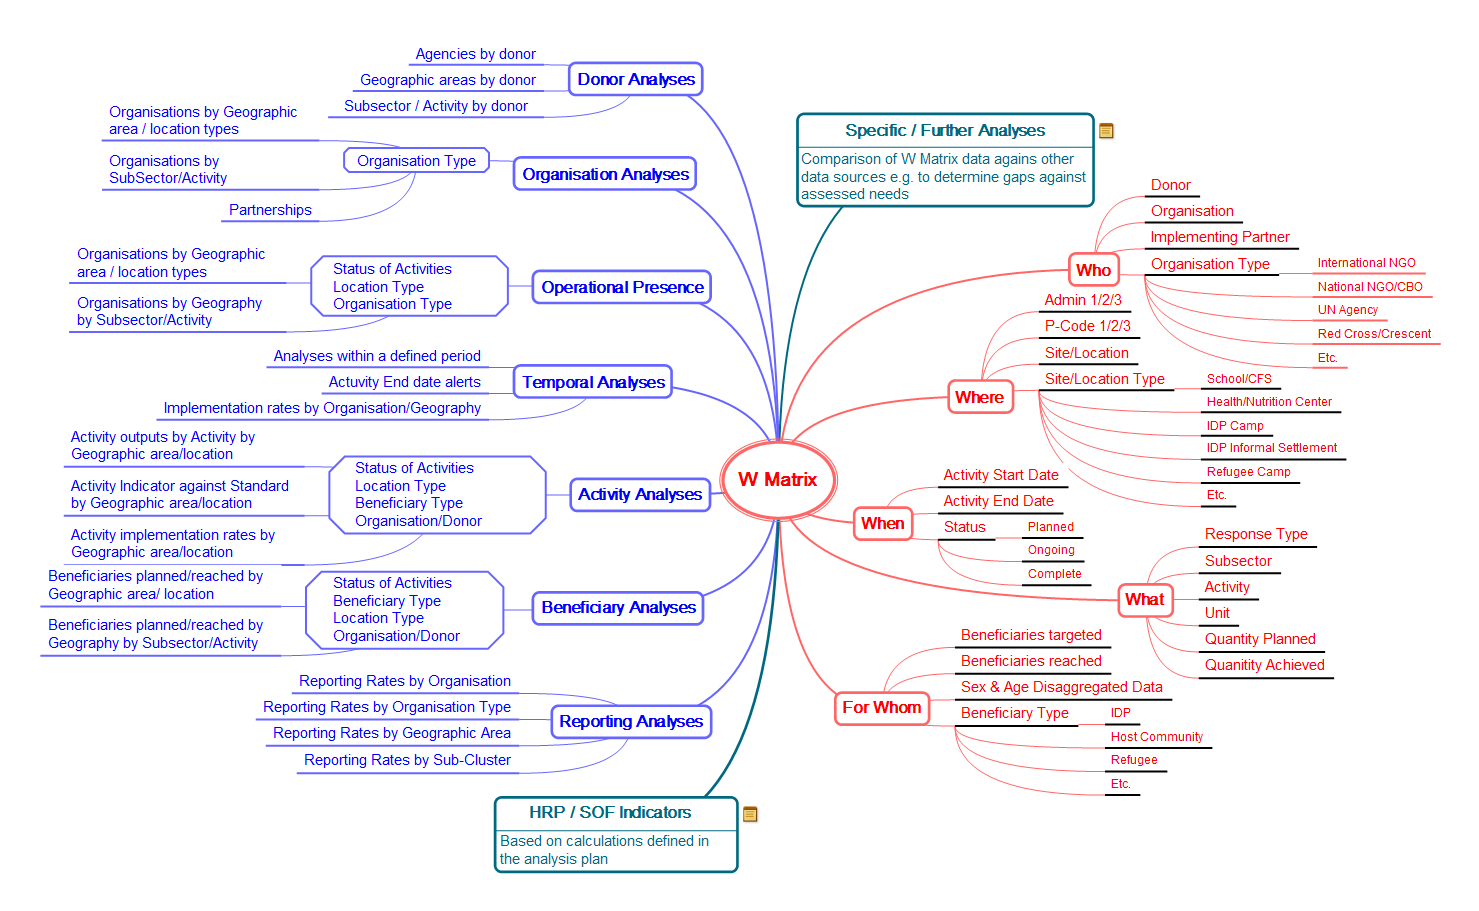 Agencies by donor
Geographic areas by donor
Subsector / Activity by donor
Donor Analyses
Organisations by Geographic
area / location types
Organisations by
SubSector/Activity
Partnerships
Organisation Type
Organisation Analyses
Organisations by Geographic
area / location types
Organisations by Geography
by Subsector/Activity
Status of Activities
Location Type
Organisation Type
Operational Presence
Analyses within a defined period
Actuvity End date alerts
Implementation rates by Organisation/Geography
Temporal Analyses
Activity outputs by Activity by
Geographic area/location
Activity Indicator against Standard
by Geographic area/location
Activity implementation rates by
Geographic area/location
Status of Activities
Location Type
Beneficiary Type
Organisation/Donor
Activity Analyses
Beneficiaries planned/reached by
Geographic area/ location
Beneficiaries planned/reached by
Geography by Subsector/Activity
Status of Activities
Beneficiary Type
Location Type
Organisation/Donor
Beneficiary Analyses
Reporting Rates by Organisation
Reporting Rates by Organisation Type
Reporting Rates by Geographic Area
Reporting Rates by Sub-Cluster
Reporting Analyses
HRP / SOF Indicators
Based on calculations defined in
the analysis plan
W Matrix
Specific / Further Analyses
Comparison of W Matrix data agains other
data sources e.g. to determine gaps against
assessed needs
Who
Donor
Organisation
Implementing Partner
Organisation Type
International NGO
National NGO/CBO
UN Agency
Red Cross/Crescent
Etc.
Where
Admin 1/2/3
P-Code 1/2/3
Site/Location
Site/Location Type
School/CFS
Health/Nutrition Center
IDP Camp
IDP Informal Settlement
Refugee Camp
Etc.
When
Activity Start Date
Activity End Date
Status
Planned
Ongoing
Complete
What
Response Type
Subsector
Activity
Unit
Quantity Planned
Quanitity Achieved
For Whom
Beneficiaries targeted
Beneficiaries reached
Sex & Age Disaggregated Data
Beneficiary Type
IDP
Host Community
Refugee
Etc.